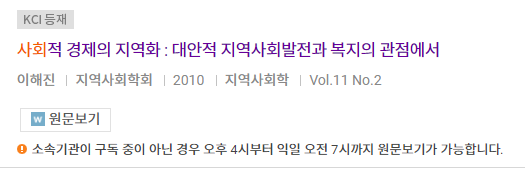 KCI 등재
사회적 경제의 지역화 : 대안적 지역사회발전과 복지의 관점에서
이해진 | 지역사회학회 | 2010 | 지역사회학 | Vol.11 No.2
W 원문보기
! 소속기관이 구독 중이 아닌 경우 오후 4시부터 익일 오전 7시까지 원문보기가 가능합니다.